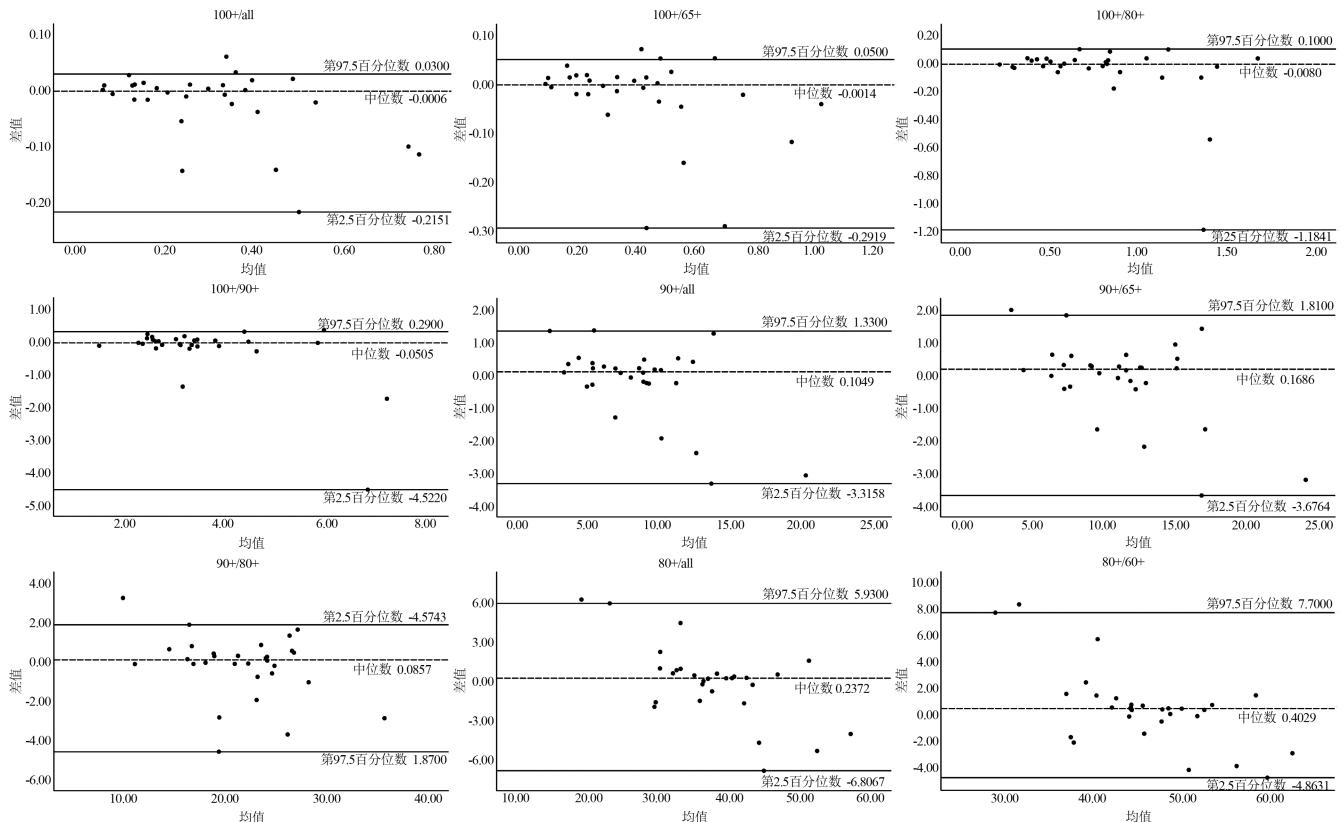 100+/all
0.10
0.00
-0.10
-0.20
差值
第97.5百分位数 0.0300
中位数 -0.0006
第2.5百分位数 -0.2151
0.00 0.20 0.40 0.60 0.80
均值
100+/65+
0.10
0.00
-0.10
-0.20
-0.30
差值
第97.5百分位数 0.0500
中位数 -0.0014
第2.5百分位数 -0.2919
0.00 0.20 0.40 0.60 0.80 1.00 1.20
均值
100+/80+
0.20
-0.00
-0.20
-0.40
-0.60
-0.80
-1.00
-1.20
差值
第97.5百分位数 0.1000
中位数 -0.0080
第25百分位数 -1.1841
0.00 0.50 1.00 1.50 2.00
均值
100+/90+
1.00
0.00
-1.00
-2.00
-3.00
-4.00
-5.00
差值
第97.5百分位数 0.2900
中位数 -0.0505
第2.5百分位数 -4.5220
2.00 4.00 6.00 8.00
均值
90+/all
2.00
1.00
0.00
-1.00
-2.00
-3.00
-4.00
差值
第97.5百分位数 1.3300
中位数 0.1049
第2.5百分位数 -3.3158
0.00 5.00 10.00 15.00 20.00 25.00
均值
90+/65+
2.00
1.00
0.00
-1.00
-2.00
-3.00
-4.00
差值
第97.5百分位数 1.8100
中位数 0.1686
第2.5百分位数 -3.6764
0.00 5.00 10.00 15.00 20.00 25.00
均值
90+/80+
4.00
2.00
0.00
-2.00
-4.00
-6.00
差值
第2.5百分位数 -4.5743
中位数 0.0857
第97.5百分位数 1.8700
10.00 20.00 30.00 40.00
均值
80+/all
6.00
3.00
0.00
-3.00
-6.00
差值
第97.5百分位数 5.9300
中位数 0.2372
第2.5百分位数 -6.8067
10.00 20.00 30.00 40.00 50.00 60.00
均值
80+/60+
10.00
8.00
6.00
4.00
2.00
0.00
-2.00
-4.00
差值
第97.5百分位数 7.7000
中位数 0.4029
第2.5百分位数 -4.8631
30.00 40.00 50.00 60.00
均值